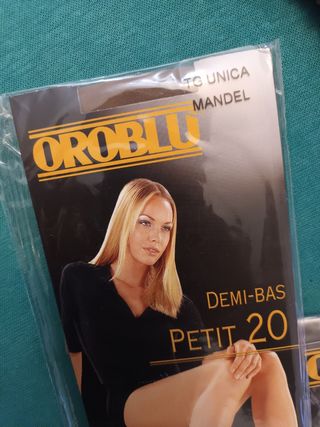 TG UNICA
MANDEL
OROBLU
DEMI-BAS
PETIT 20